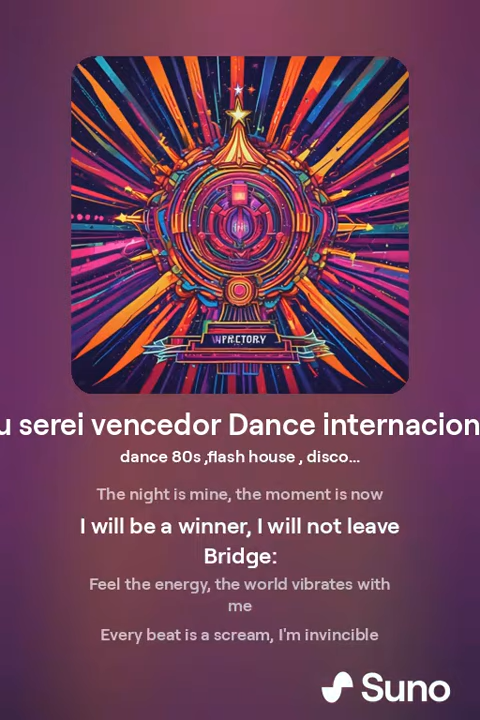 WPRCTORY
u serei vencedor Dance internacion
dance 80s ,flash house , disco...
The night is mine, the moment is now
I will be a winner, I will not leave
Bridge:
Feel the energy, the world vibrates with
me
Every beat is a scream, I'm invincible
Suno